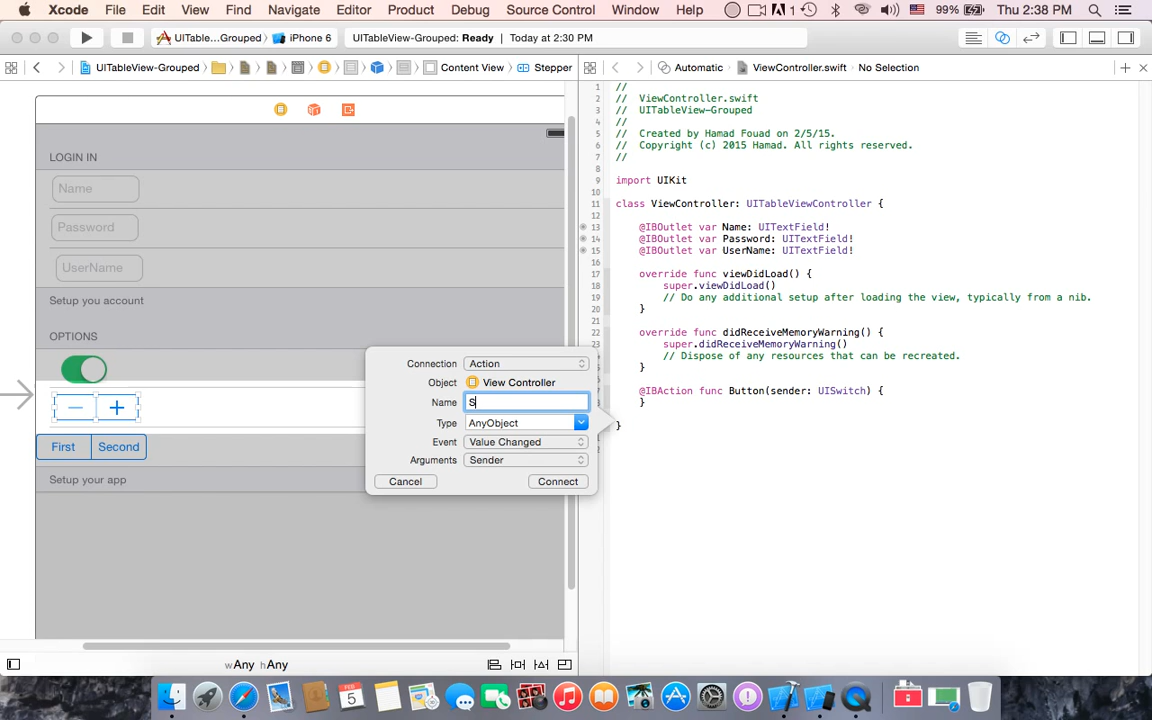 Xcode File Edit View Find Navigate Editor Product Debug Source Control Window Help 1 99% Thu 2:38 PM
UITable...Grouped iPhone 6 UITableView-Grouped: Ready Today at 2:30 PM
UITableView-Grouped Content View Stepper Automatic ViewController.swift No Selection
1 //
2 // ViewController.swift
3 // UITableView-Grouped
4 //
5 // Created by Hamad Fouad on 2/5/15.
6 // Copyright (c) 2015 Hamad. All rights reserved.
7 //
8
9 import UIKit
10
11 class ViewController: UITableViewController {
12
13 @IBOutlet var Name: UITextField!
14 @IBOutlet var Password: UITextField!
15 @IBOutlet var UserName: UITextField!
16
17 override func viewDidLoad() {
18 super.viewDidLoad()
19 // Do any additional setup after loading the view, typically from a nib.
20 }
21
22 override func didReceiveMemoryWarning() {
23 super.didReceiveMemoryWarning()
// Dispose of any resources that can be recreated.
}
@IBAction func Button(sender: UISwitch) {
}
}
LOGIN IN
Name
Password
UserName
Setup you account
OPTIONS
First Second
Setup your app
Connection Action
Object View Controller
Name S
Type AnyObject
Event Value Changed
Arguments Sender
Cancel Connect
wAny hAny
FEB
5